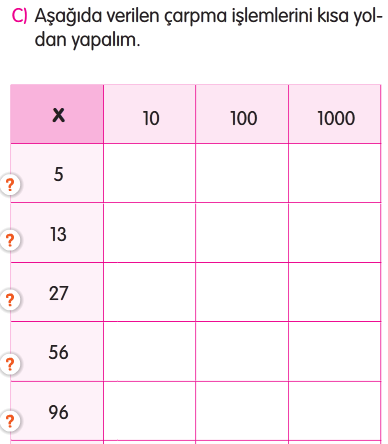 C) Aşağıda verilen çarpma işlemlerini kısa yol-
dan yapalım.
x 10 100 1000
? 5
? 13
? 27
? 56
? 96